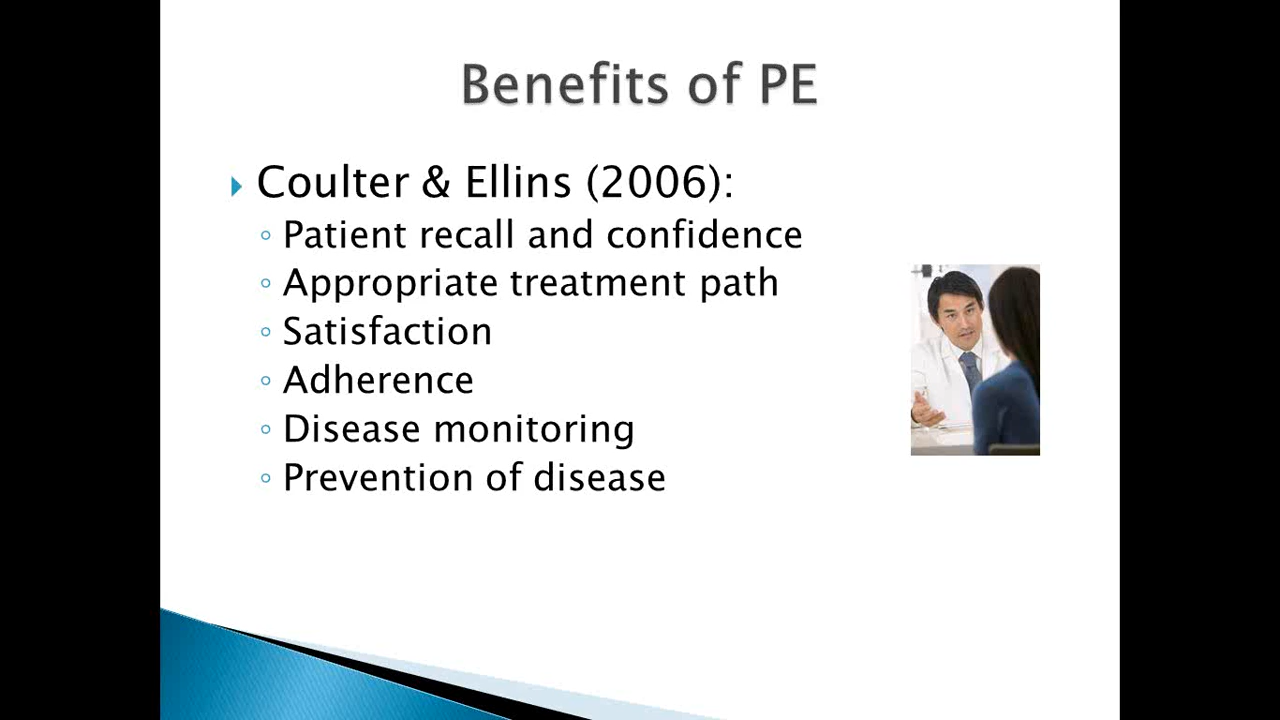 Benefits of PE
Coulter & Ellins (2006):
Patient recall and confidence
Appropriate treatment path
Satisfaction
Adherence
Disease monitoring
Prevention of disease